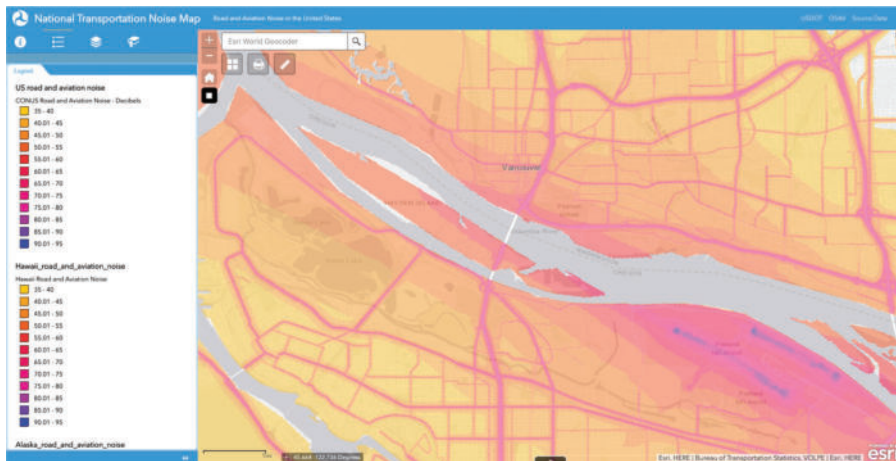 National Transportation Noise Map
Road and Aviation Noise in the United States
USDOT
Source Data
Esri World Geocoder
Legend
US road and aviation noise
CONUS Road and Aviation Noise - Decibels
35 - 40
40.01 - 45
45.01 - 50
50.01 - 55
55.01 - 60
60.01 - 65
65.01 - 70
70.01 - 75
75.01 - 80
80.01 - 85
85.01 - 90
90.01 - 95
Hawaii_road_and_aviation_noise
Hawaii Road and Aviation Noise
35 - 40
40.01 - 45
45.01 - 50
50.01 - 55
55.01 - 60
60.01 - 65
65.01 - 70
70.01 - 75
75.01 - 80
80.01 - 85
85.01 - 90
90.01 - 95
Alaska_road_and_aviation_noise
Vancouver
Esri, HERE | Bureau of Transportation Statistics, VOLPE | Esri, HERE
esri